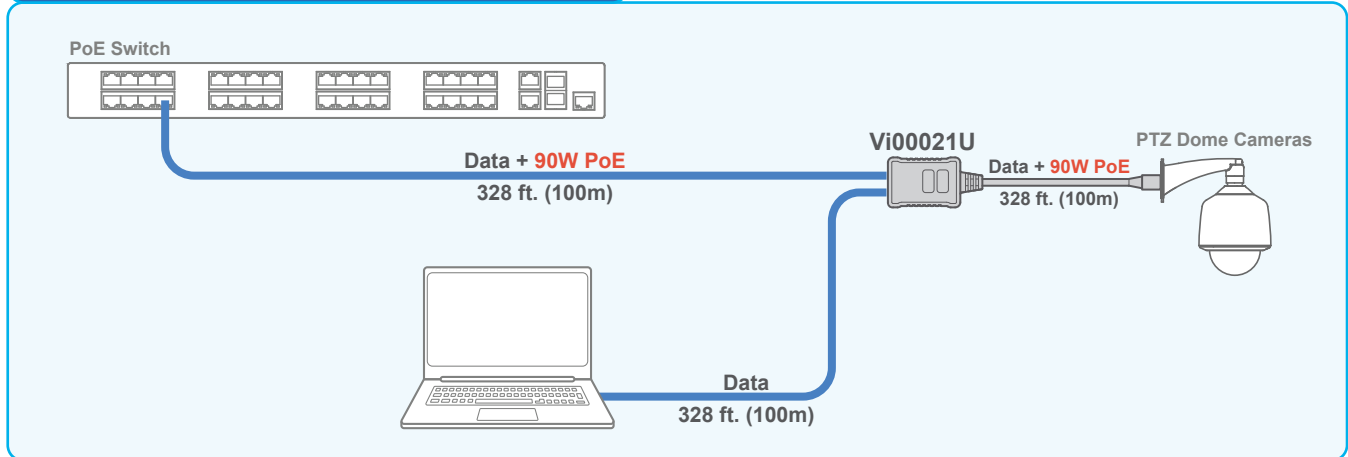 PoE Switch
Data + 90W PoE
328 ft. (100m)
Vi00021U
Data + 90W PoE
328 ft. (100m)
PTZ Dome Cameras
Data
328 ft. (100m)